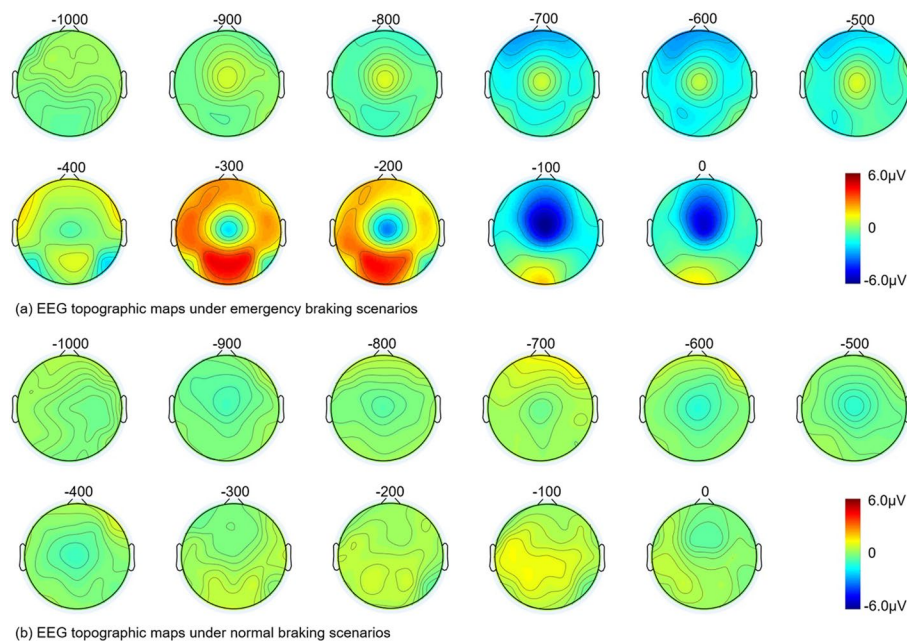 -1000 -900 -800 -700 -600 -500
-400 -300 -200 -100 0
6.0μV
0
-6.0μV
(a) EEG topographic maps under emergency braking scenarios
-1000 -900 -800 -700 -600 -500
-400 -300 -200 -100 0
6.0μV
0
-6.0μV
(b) EEG topographic maps under normal braking scenarios